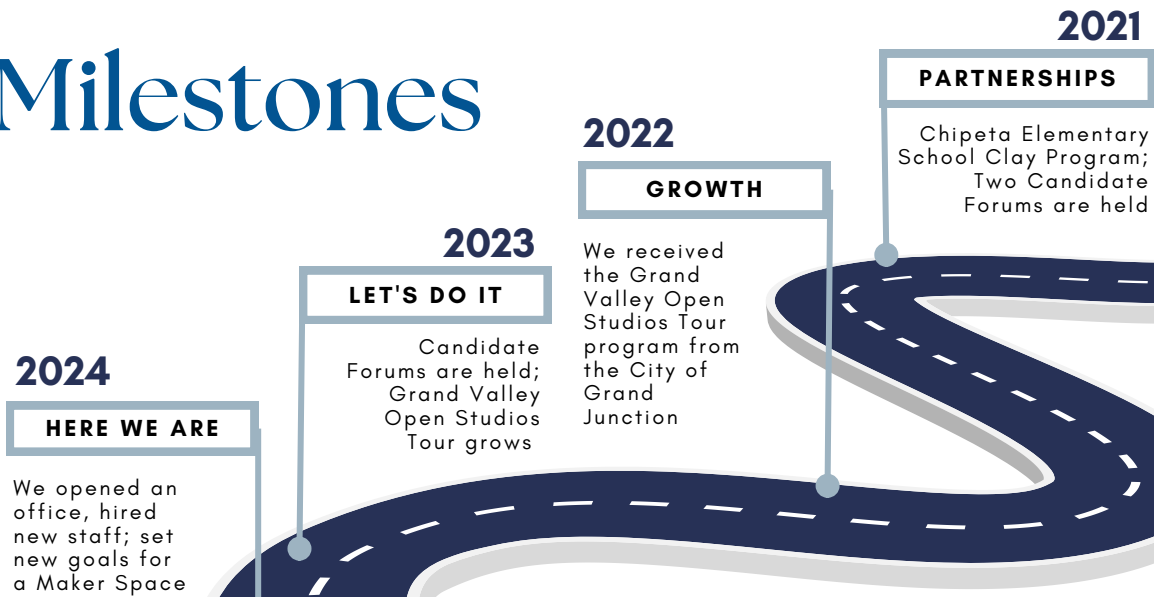 Milestones
2021
PARTNERSHIPS
Chipeta Elementary
School Clay Program;
Two Candidate
Forums are held
2022
GROWTH
We received
the Grand
Valley Open
Studios Tour
program from
the City of
Grand
Junction
2023
LET'S DO IT
Candidate
Forums are held;
Grand Valley
Open Studios
Tour grows
2024
HERE WE ARE
We opened an
office, hired
new staff; set
new goals for
a Maker Space